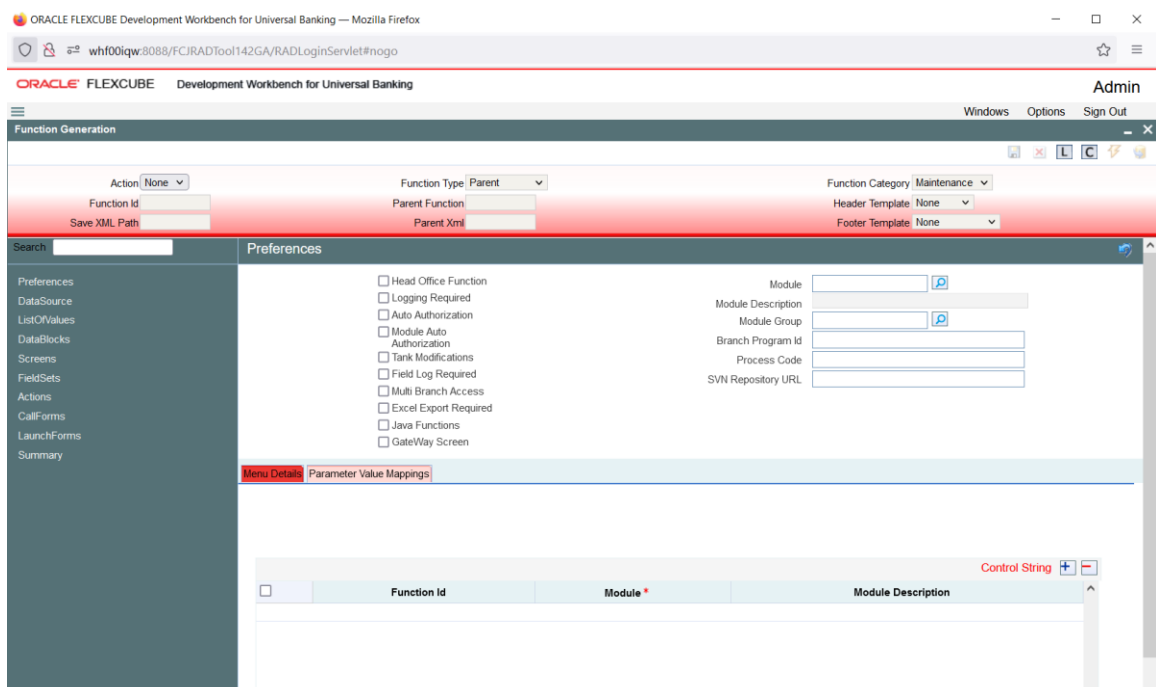 ORACLE FLEXCUBE Development Workbench for Universal Banking — Mozilla Firefox
whf00iqw:8088/FCJRADTool142GA/RADLoginServlet#nogo
ORACLE FLEXCUBE Development Workbench for Universal Banking Admin
Windows Options Sign Out
Function Generation
L C
Action None Function Type Parent Function Category Maintenance
Function Id Parent Function Header Template None
Save XML Path Parent Xml Footer Template None
Search Preferences
Preferences
DataSource
ListOfValues
DataBlocks
Screens
FieldSets
Actions
CallForms
LaunchForms
Summary
Head Office Function
Logging Required
Auto Authorization
Module Auto
Authorization
Tank Modifications
Field Log Required
Multi Branch Access
Excel Export Required
Java Functions
GateWay Screen
Module
Module Description
Module Group
Branch Program Id
Process Code
SVN Repository URL
Menu Details Parameter Value Mappings
Control String + -
Function Id Module * Module Description